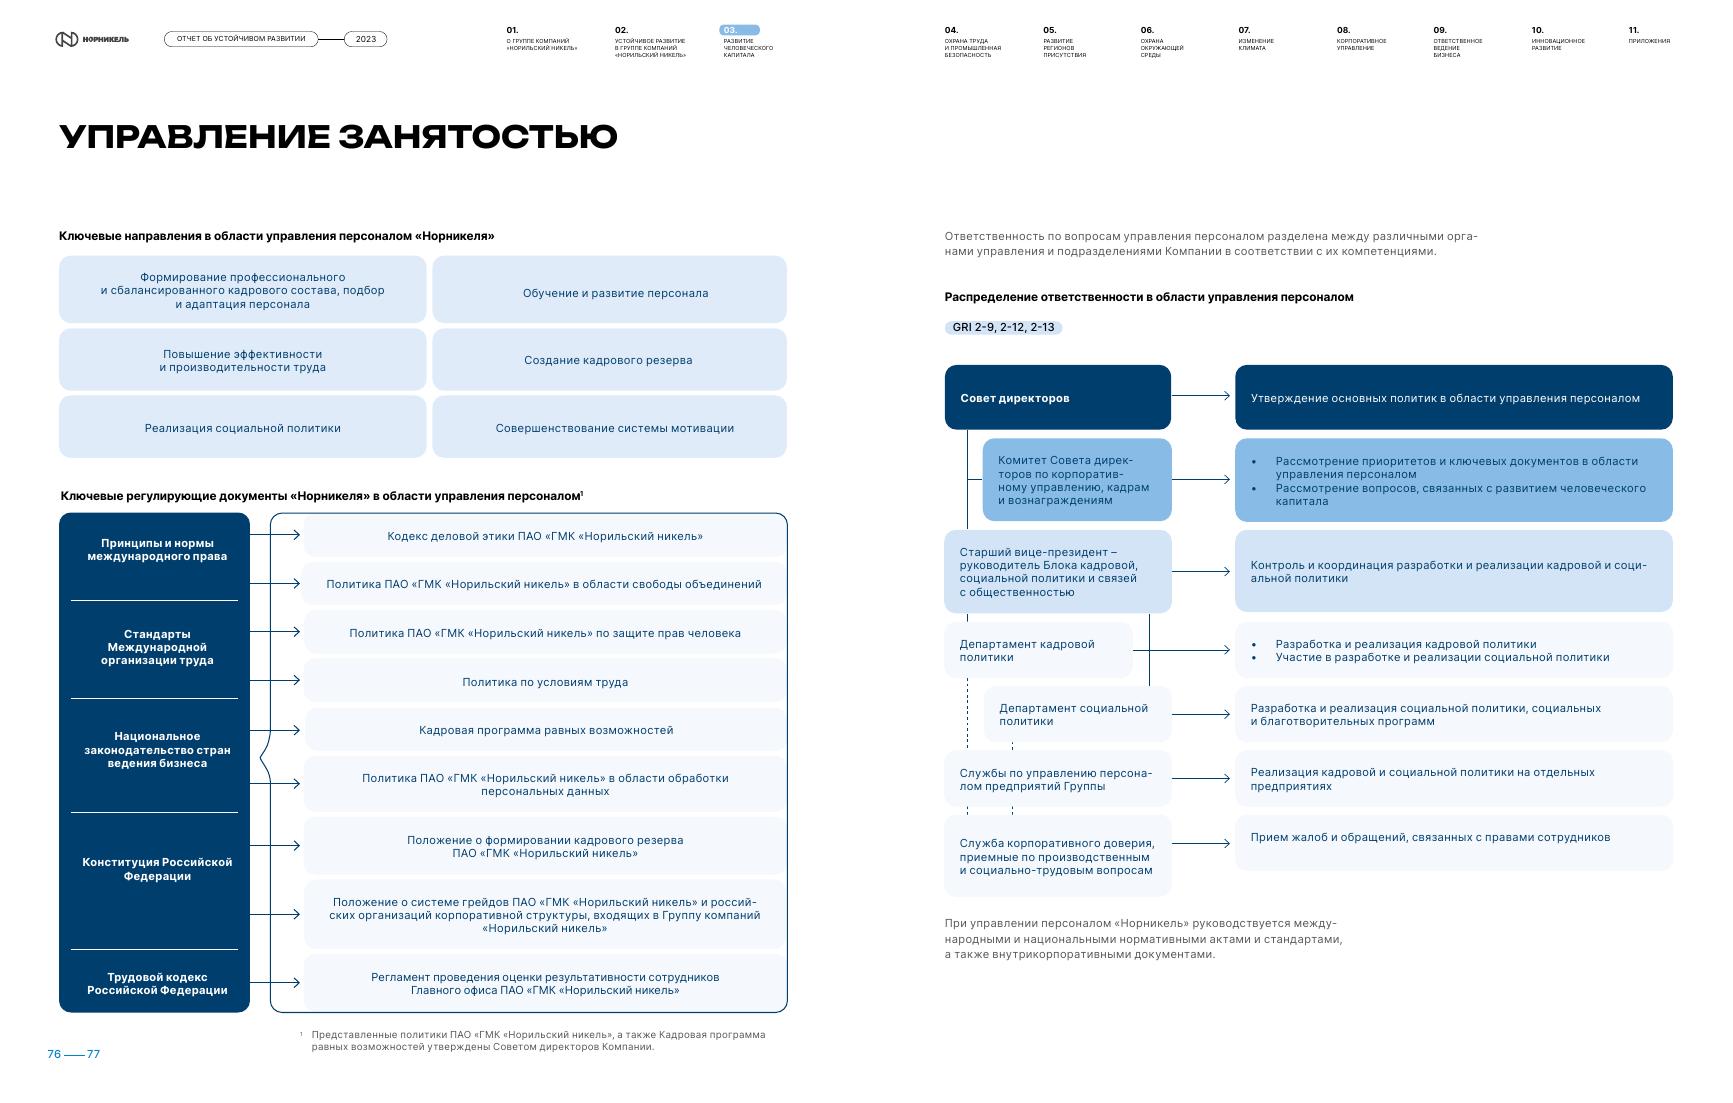 НОРНИКЕЛЬ
ОТЧЕТ ОБ УСТОЙЧИВОМ РАЗВИТИИ
2023
01.
О ГРУППЕ КОМПАНИЙ
«НОРИЛЬСКИЙ НИКЕЛЬ»
02.
УСТОЙЧИВОЕ РАЗВИТИЕ
В ГРУППЕ КОМПАНИЙ
«НОРИЛЬСКИЙ НИКЕЛЬ»
03.
РАЗВИТИЕ
ЧЕЛОВЕЧЕСКОГО
КАПИТАЛА
04.
ОХРАНА ТРУДА
И ПРОМЫШЛЕННАЯ
БЕЗОПАСНОСТЬ
05.
РАЗВИТИЕ
РЕГИОНОВ
ПРИСУТСТВИЯ
06.
ОХРАНА
ОКРУЖАЮЩЕЙ
СРЕДЫ
07.
ИЗМЕНЕНИЕ
КЛИМАТА
08.
КОРПОРАТИВНОЕ
УПРАВЛЕНИЕ
09.
ОТВЕТСТВЕННОЕ
ВЕДЕНИЕ
БИЗНЕСА
10.
ИННОВАЦИОННОЕ
РАЗВИТИЕ
11.
ПРИЛОЖЕНИЯ
УПРАВЛЕНИЕ ЗАНЯТОСТЬЮ
Ключевые направления в области управления персоналом «Норникеля»
Формирование профессионального
и сбалансированного кадрового состава, подбор
и адаптация персонала
Обучение и развитие персонала
Повышение эффективности
и производительности труда
Создание кадрового резерва
Реализация социальной политики
Совершенствование системы мотивации
Ключевые регулирующие документы «Норникеля» в области управления персоналом¹
Принципы и нормы
международного права
Стандарты
Международной
организации труда
Национальное
законодательство стран
ведения бизнеса
Конституция Российской
Федерации
Трудовой кодекс
Российской Федерации
Кодекс деловой этики ПАО «ГМК «Норильский никель»
Политика ПАО «ГМК «Норильский никель» в области свободы объединений
Политика ПАО «ГМК «Норильский никель» по защите прав человека
Политика по условиям труда
Кадровая программа равных возможностей
Политика ПАО «ГМК «Норильский никель» в области обработки
персональных данных
Положение о формировании кадрового резерва
ПАО «ГМК «Норильский никель»
Положение о системе грейдов ПАО «ГМК «Норильский никель» и россий-
ских организаций корпоративной структуры, входящих в Группу компаний
«Норильский никель»
Регламент проведения оценки результативности сотрудников
Главного офиса ПАО «ГМК «Норильский никель»
¹ Представленные политики ПАО «ГМК «Норильский никель», а также Кадровая программа
равных возможностей утверждены Советом директоров Компании.
76 — 77
Ответственность по вопросам управления персоналом разделена между различными орга-
нами управления и подразделениями Компании в соответствии с их компетенциями.
Распределение ответственности в области управления персоналом
GRI 2-9, 2-12, 2-13
Совет директоров
Утверждение основных политик в области управления персоналом
Комитет Совета дирек-
торов по корпоратив-
ному управлению, кадрам
и вознаграждениям
• Рассмотрение приоритетов и ключевых документов в области
управления персоналом
• Рассмотрение вопросов, связанных с развитием человеческого
капитала
Старший вице-президент –
руководитель Блока кадровой,
социальной политики и связей
с общественностью
Контроль и координация разработки и реализации кадровой и соци-
альной политики
Департамент кадровой
политики
• Разработка и реализация кадровой политики
• Участие в разработке и реализации социальной политики
Департамент социальной
политики
Разработка и реализация социальной политики, социальных
и благотворительных программ
Службы по управлению персона-
лом предприятий Группы
Реализация кадровой и социальной политики на отдельных
предприятиях
Служба корпоративного доверия,
приемные по производственным
и социально-трудовым вопросам
Прием жалоб и обращений, связанных с правами сотрудников
При управлении персоналом «Норникель» руководствуется между-
народными и национальными нормативными актами и стандартами,
а также внутрикорпоративными документами.